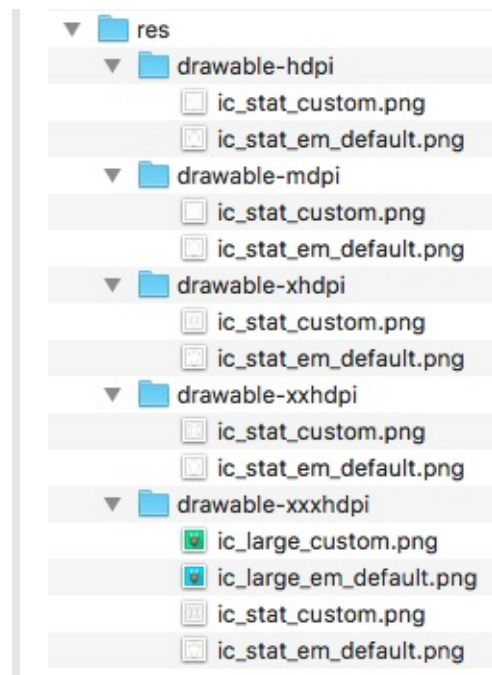 res
drawable-hdpi
ic_stat_custom.png
ic_stat_em_default.png
drawable-mdpi
ic_stat_custom.png
ic_stat_em_default.png
drawable-xhdpi
ic_stat_custom.png
ic_stat_em_default.png
drawable-xxhdpi
ic_stat_custom.png
ic_stat_em_default.png
drawable-xxxhdpi
ic_large_custom.png
ic_large_em_default.png
ic_stat_custom.png
ic_stat_em_default.png